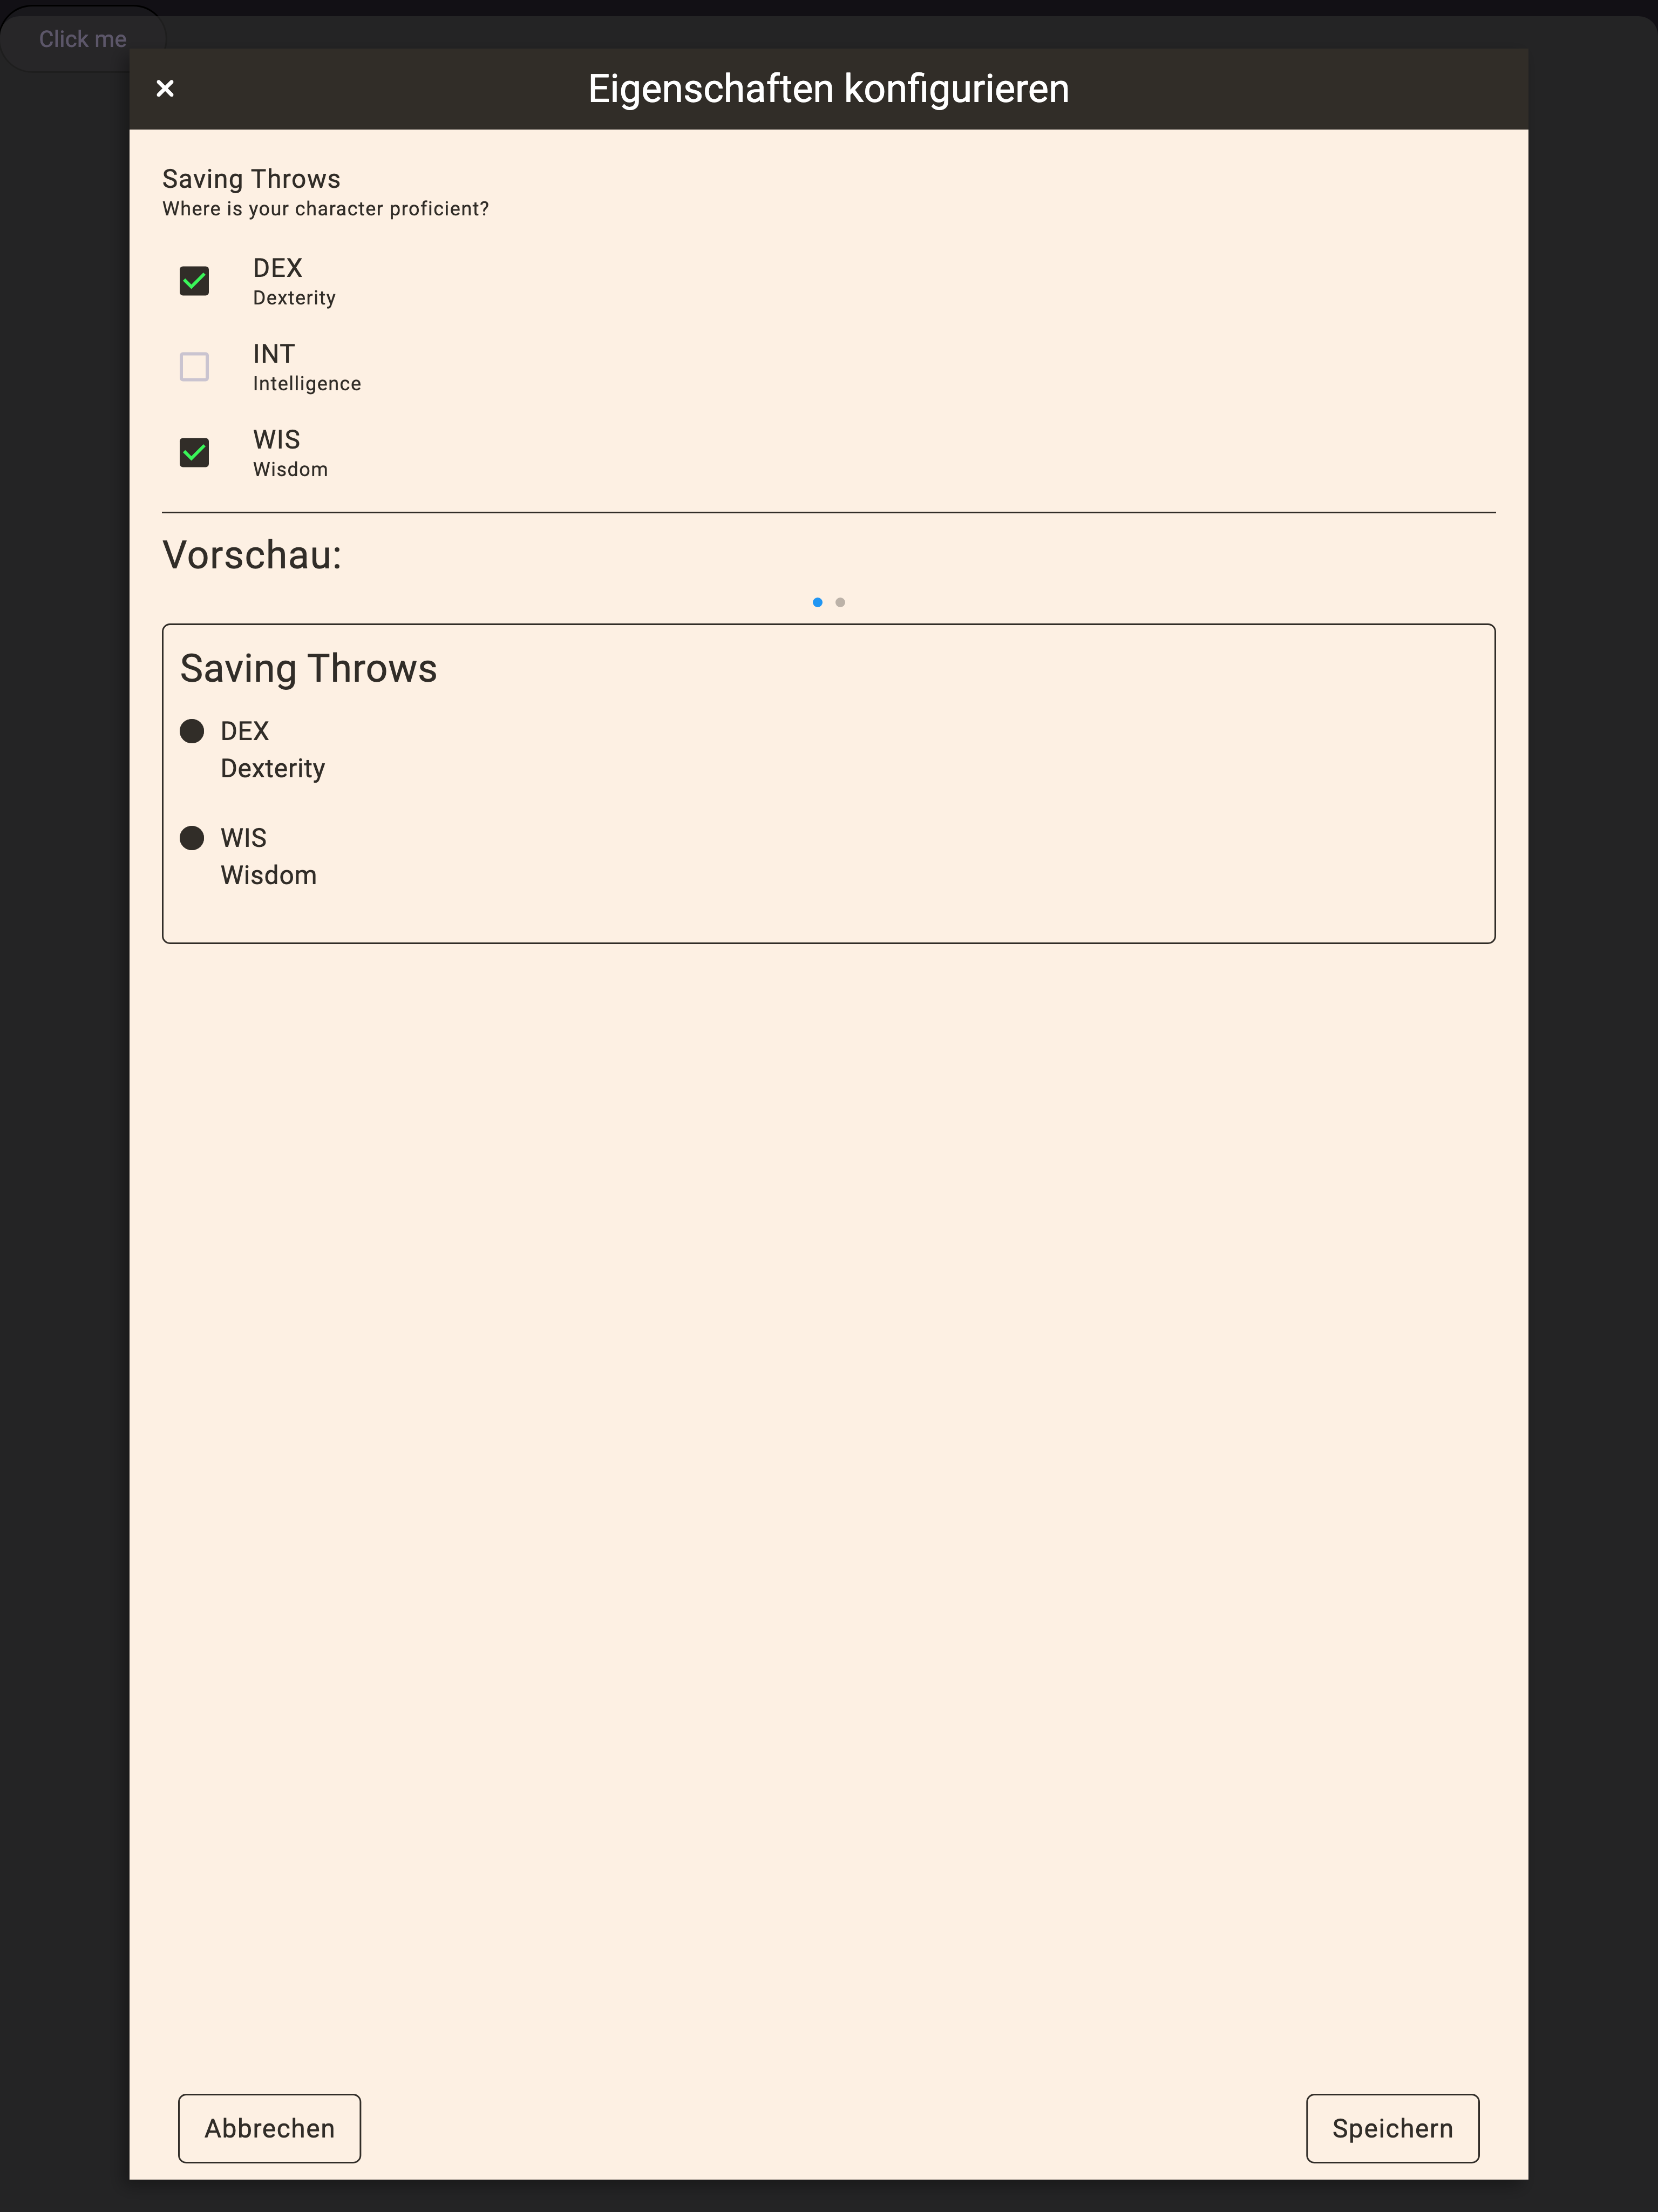 Click me
Eigenschaften konfigurieren
Saving Throws
Where is your character proficient?
DEX
Dexterity
INT
Intelligence
WIS
Wisdom
Vorschau:
Saving Throws
DEX
Dexterity
WIS
Wisdom
Abbrechen
Speichern